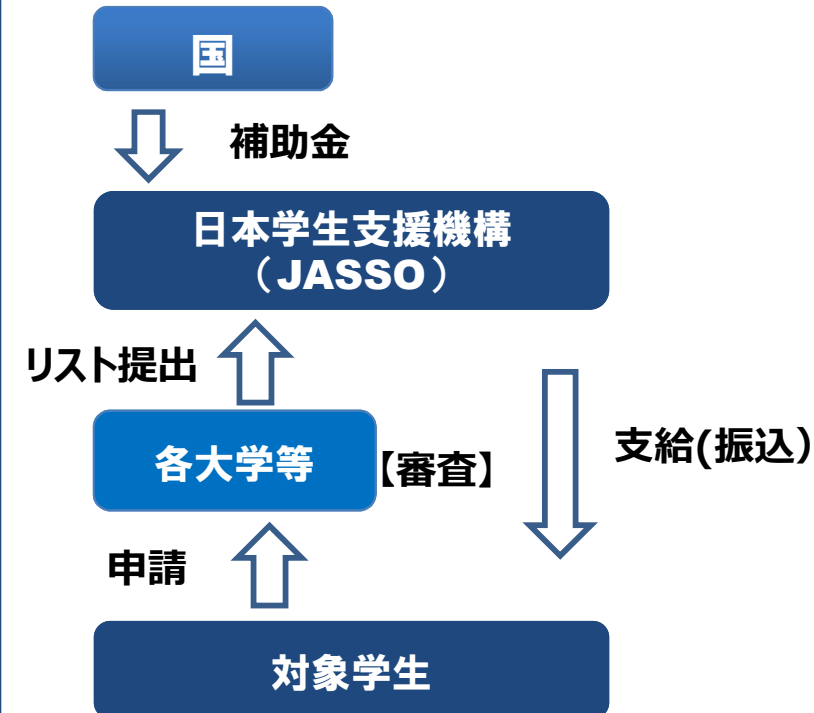 国
補助金
日本学生支援機構
（JASSO）
リスト提出
各大学等
【審査】
支給(振込）
申請
対象学生